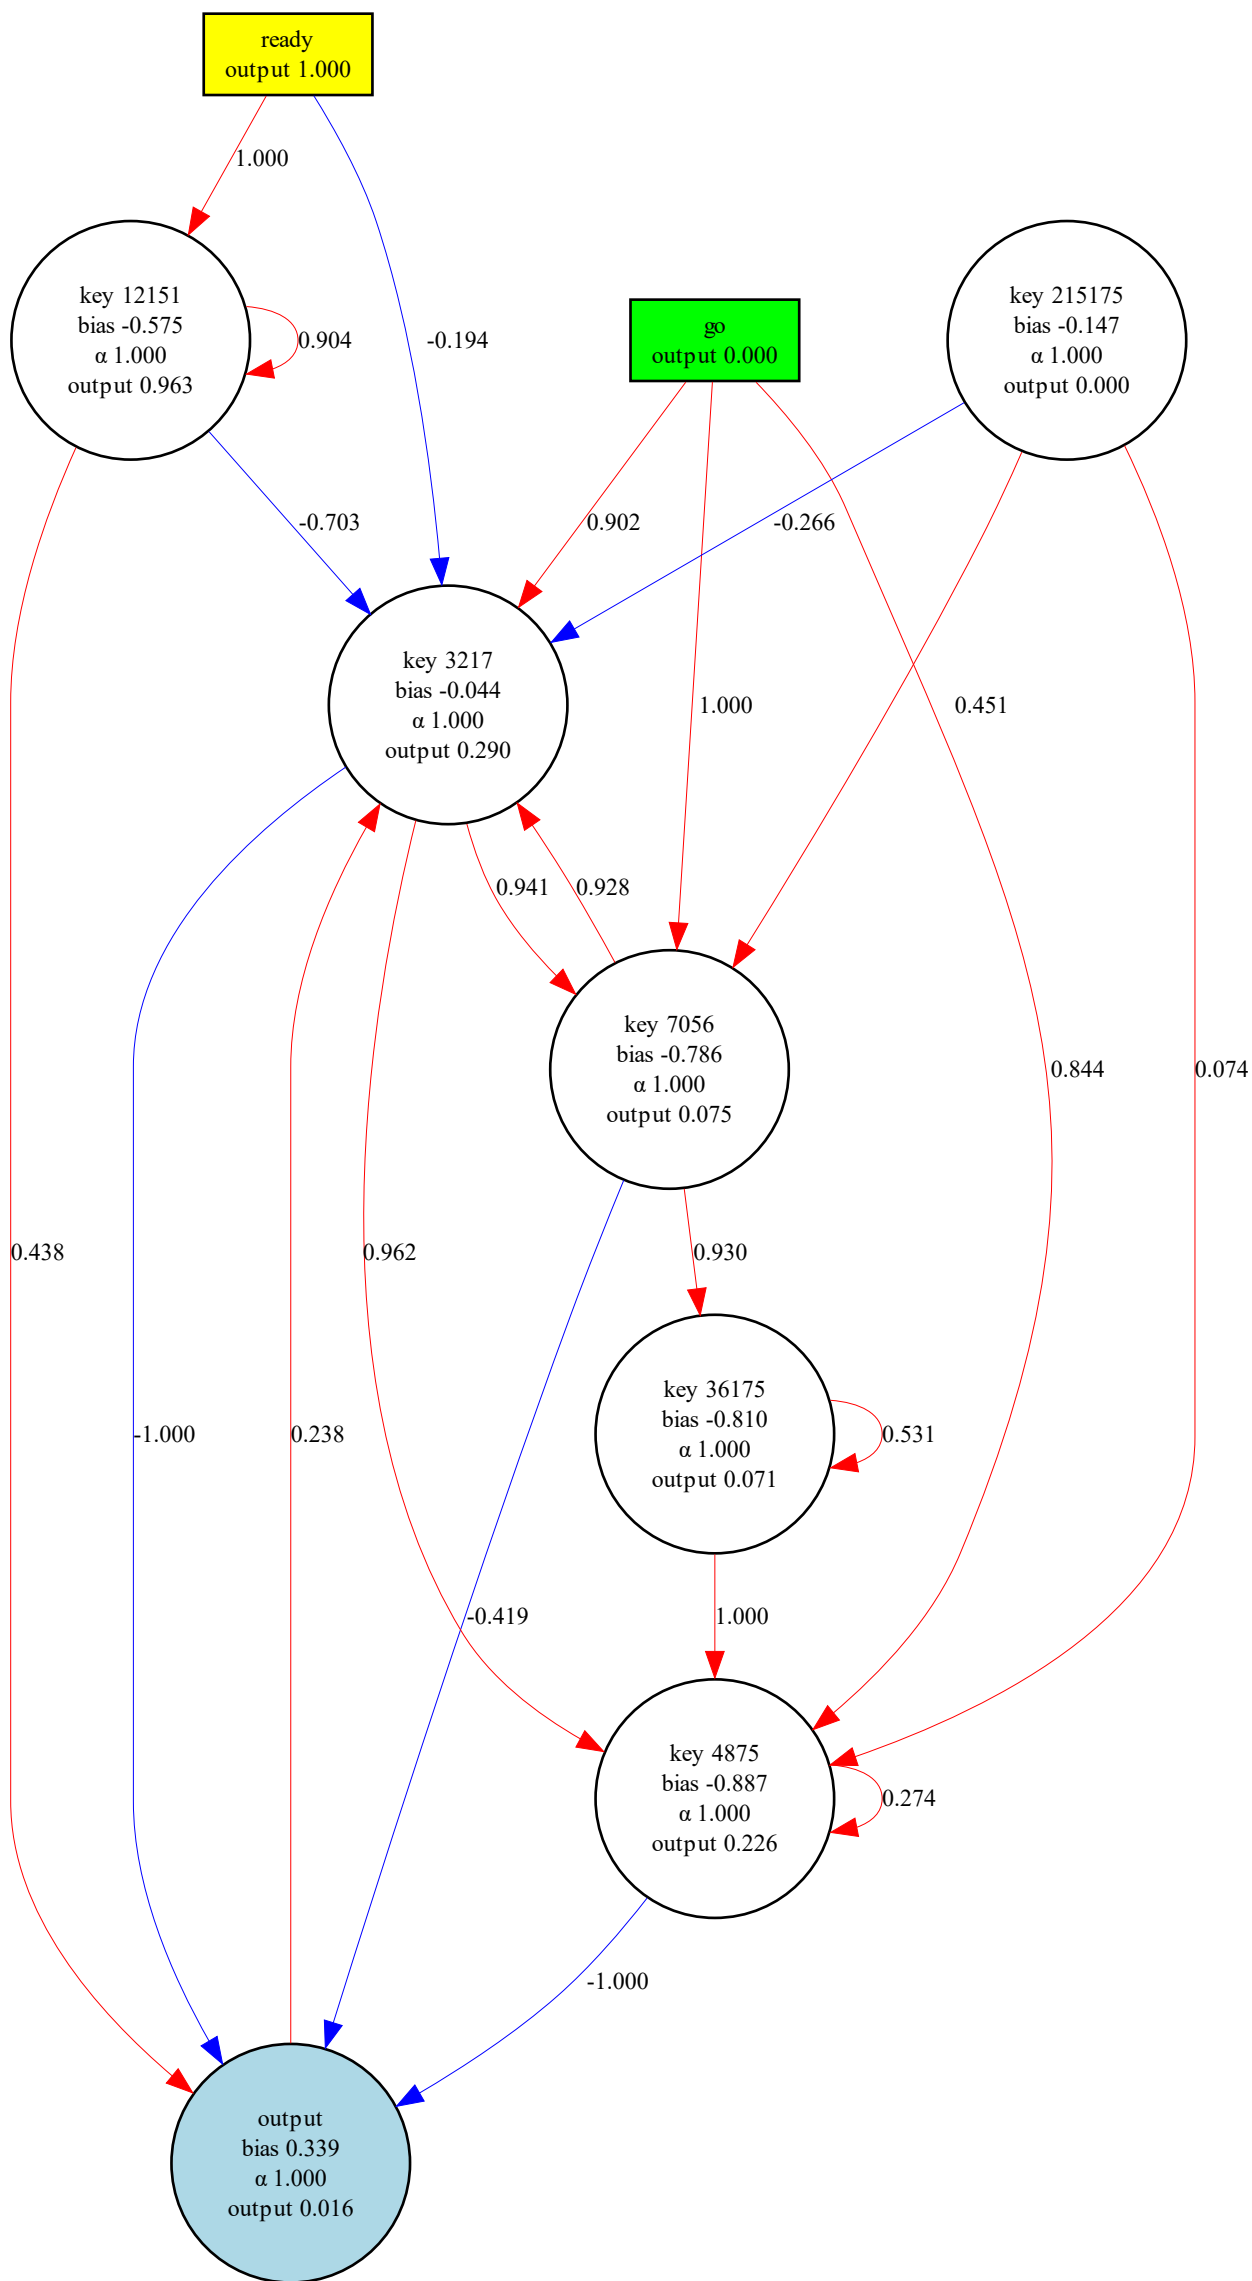 ready
output 1.000
1.000
key 12151
bias -0.575
α 1.000
output 0.963
0.904
-0.194
go
output 0.000
key 215175
bias -0.147
α 1.000
output 0.000
-0.703
0.902
-0.266
key 3217
bias -0.044
α 1.000
output 0.290
1.000
0.451
0.941
0.928
key 7056
bias -0.786
α 1.000
output 0.075
0.844
0.074
0.438
0.962
0.930
key 36175
bias -0.810
α 1.000
output 0.071
-1.000
0.238
0.531
-0.419
1.000
key 4875
bias -0.887
α 1.000
output 0.226
0.274
-1.000
output
bias 0.339
α 1.000
output 0.016